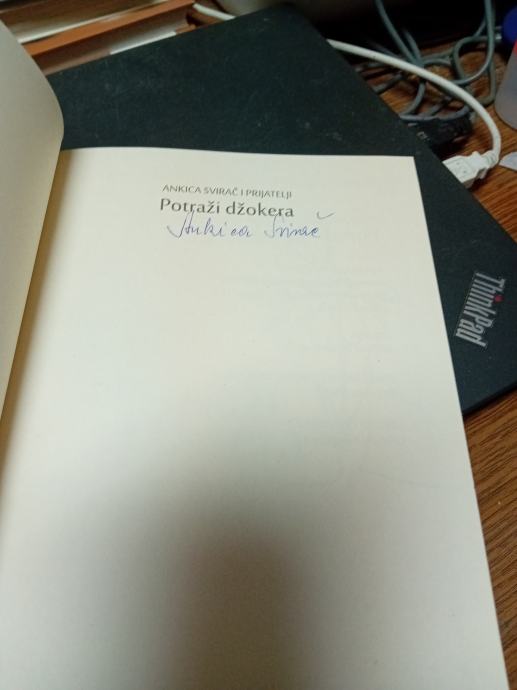 ANKICA SVIRAČ I PRIJATELJI
Potraži džokera
Ankica Svirač
ThinkPad